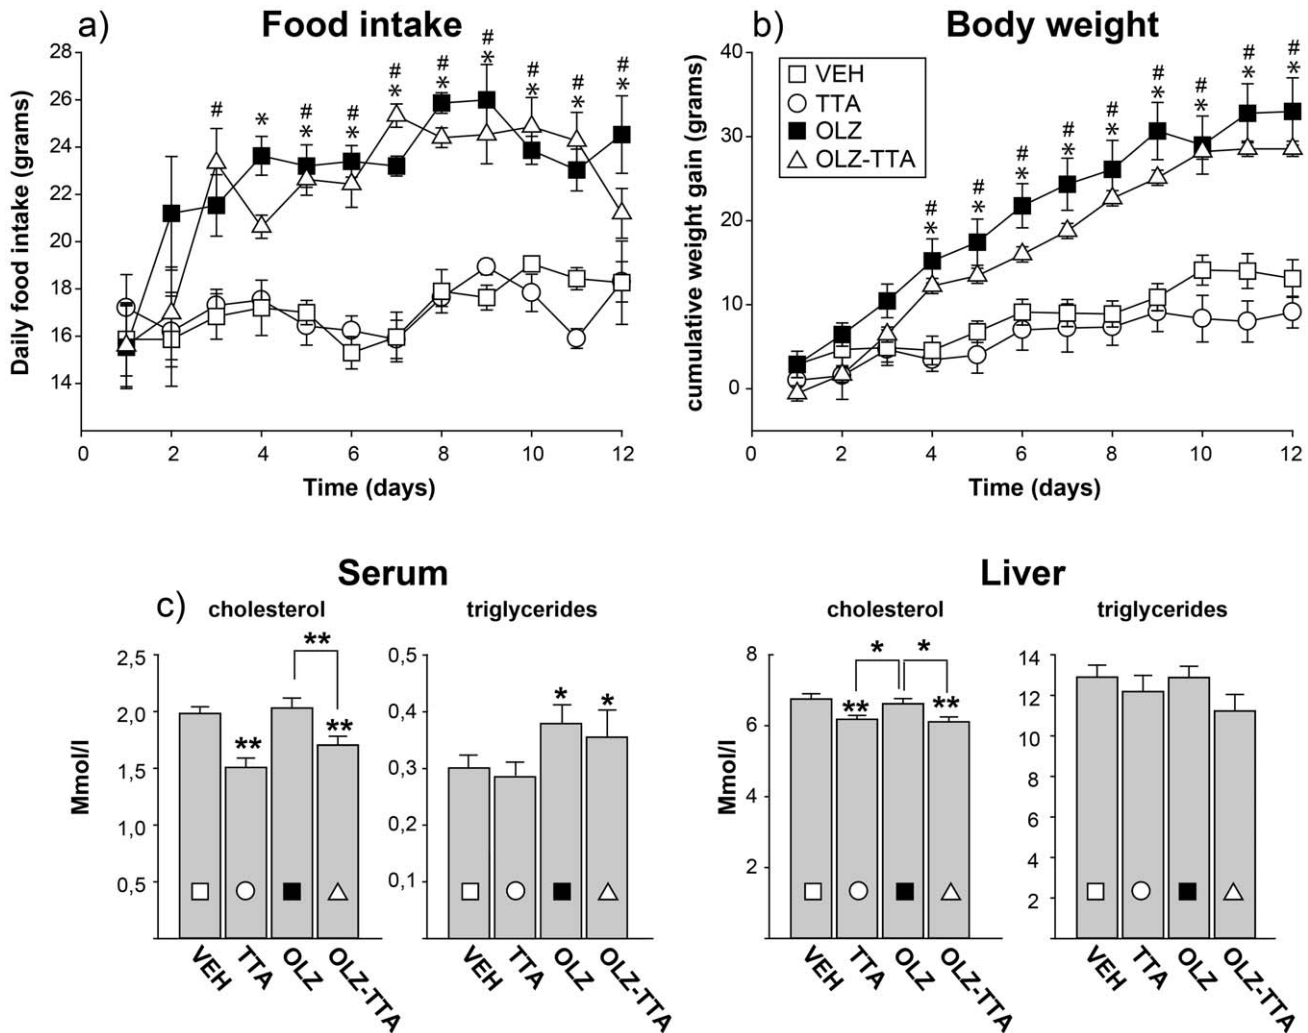 a) Food intake
28
26
24
22
20
18
16
14
Daily food intake (grams)
#
*
# *
# *
# *
# *
# *
# *
# *
# *
0 2 4 6 8 10 12
Time (days)
b) Body weight
VEH
TTA
OLZ
OLZ-TTA
40
30
20
10
0
cumulative weight gain (grams)
# *
# *
# *
# *
# *
# *
# *
# *
# *
0 2 4 6 8 10 12
Time (days)
Serum
c) cholesterol
2,5
2,0
1,5
1,0
0,5
Mmol/l
**
**
**
VEH TTA OLZ OLZ-TTA
triglycerides
0,5
0,4
0,3
0,2
0,1
*
*
VEH TTA OLZ OLZ-TTA
Liver
cholesterol
8
6
4
2
Mmol/l
* *
** **
VEH TTA OLZ OLZ-TTA
triglycerides
14
12
10
8
6
4
2
VEH TTA OLZ OLZ-TTA